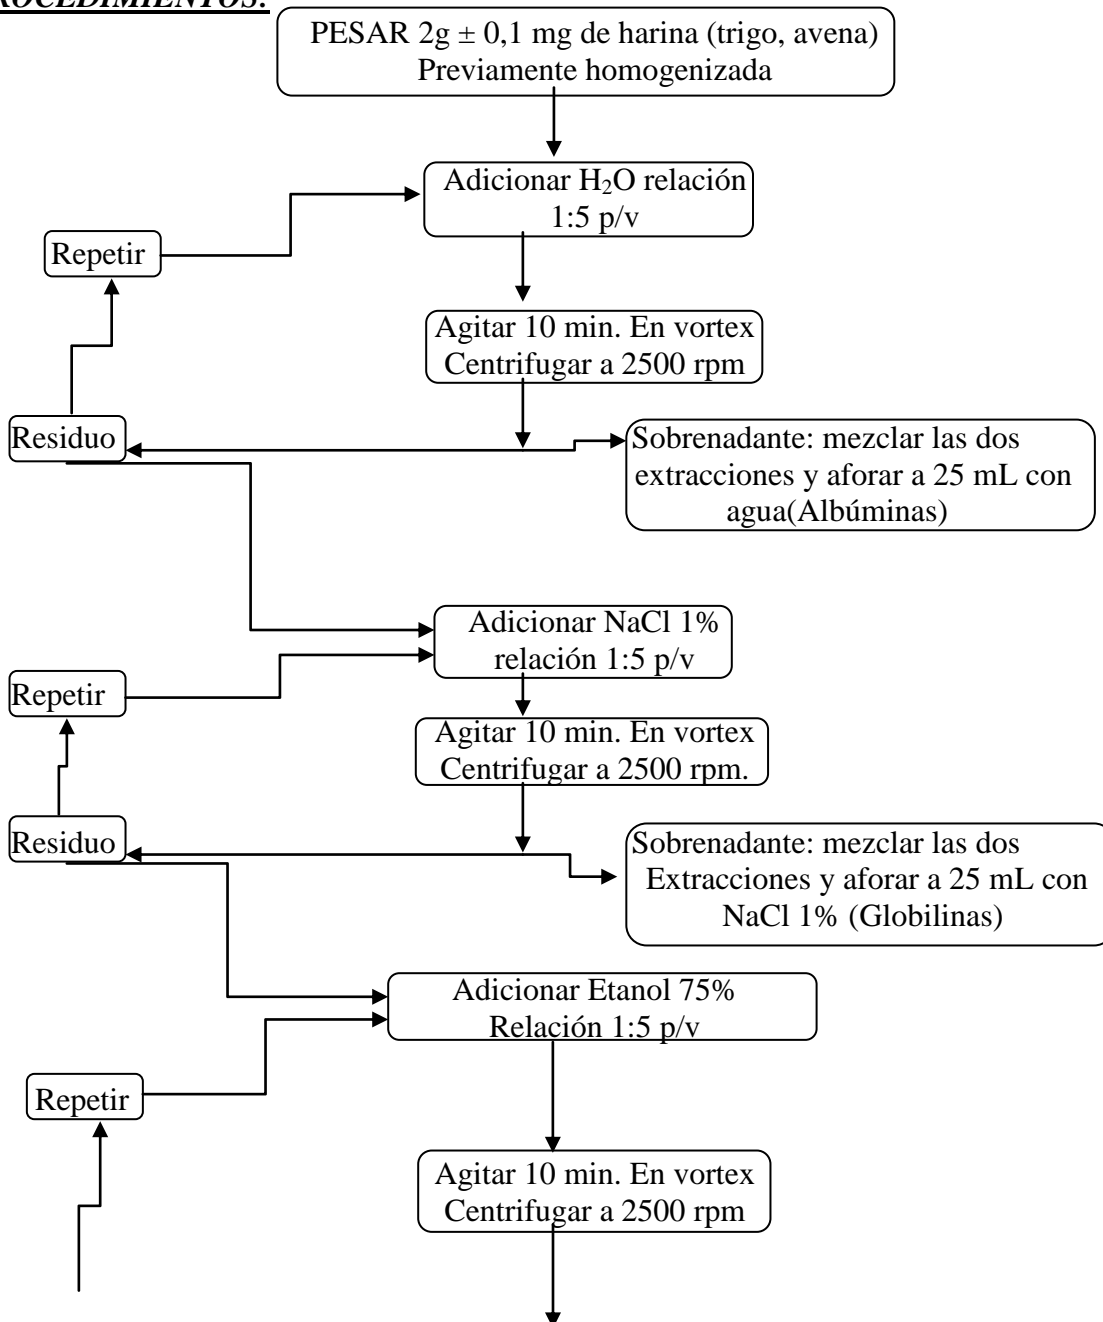 ROCEDIMIENTOS:
PESAR 2g ± 0,1 mg de harina (trigo, avena)
Previamente homogenizada
Adicionar H₂O relación
1:5 p/v
Repetir
Agitar 10 min. En vortex
Centrifugar a 2500 rpm
Residuo
Sobrenadante: mezclar las dos
extracciones y aforar a 25 mL con
agua(Albúminas)
Adicionar NaCl 1%
relación 1:5 p/v
Repetir
Agitar 10 min. En vortex
Centrifugar a 2500 rpm.
Residuo
Sobrenadante: mezclar las dos
Extracciones y aforar a 25 mL con
NaCl 1% (Globilinas)
Adicionar Etanol 75%
Relación 1:5 p/v
Repetir
Agitar 10 min. En vortex
Centrifugar a 2500 rpm